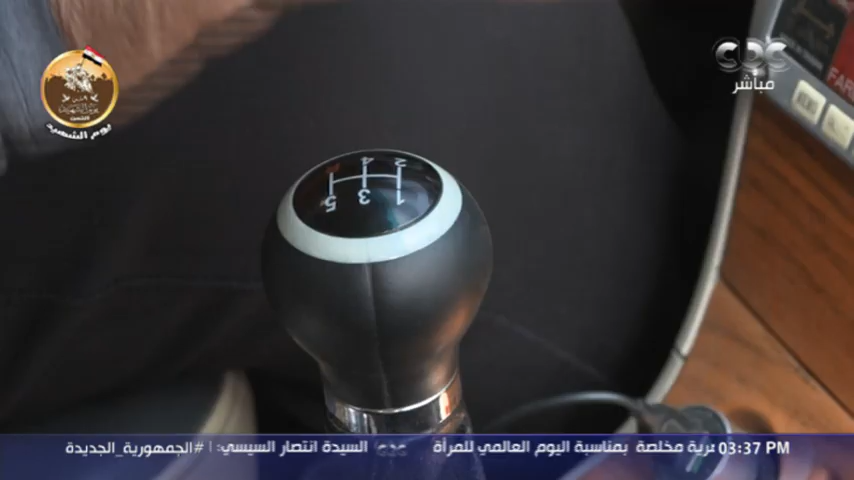 cbc
مباشر
يوم الشهيد
2 4
1 3 5
03:37 PM
مخلصة بمناسبة اليوم العالمي للمرأة cbc السيدة انتصار السيسي: | #الجمهورية_الجديدة